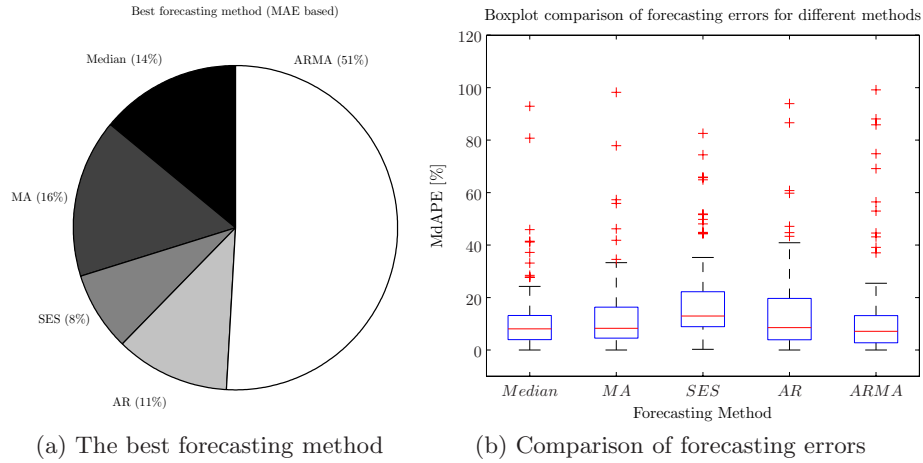 Best forecasting method (MAE based)
Median (14%)
ARMA (51%)
MA (16%)
SES (8%)
AR (11%)
(a) The best forecasting method
Boxplot comparison of forecasting errors for different methods
MdAPE [%]
120
100
80
60
40
20
0
Median MA SES AR ARMA
Forecasting Method
(b) Comparison of forecasting errors